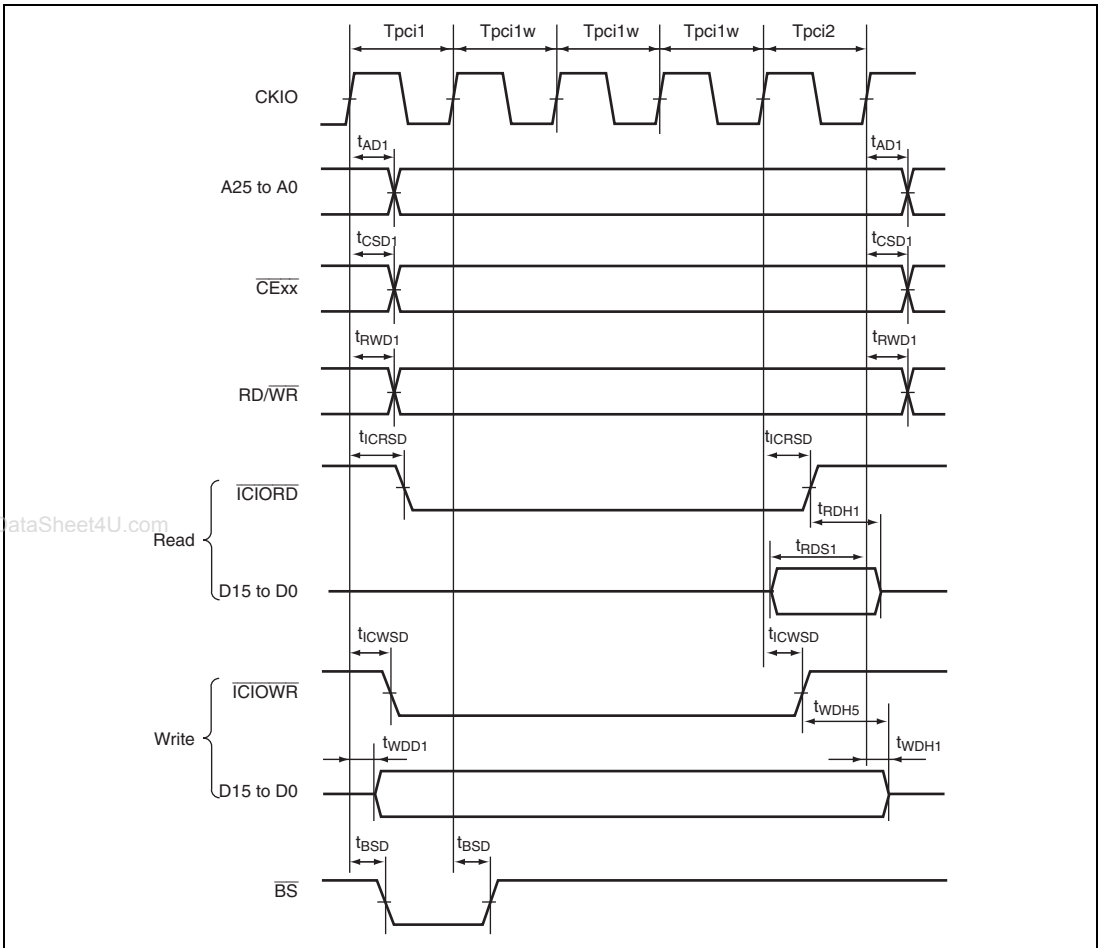 Tpci1 Tpci1w Tpci1w Tpci1w Tpci2
CKIO
tAD1 tAD1
A25 to A0
tCSD1 tCSD1
CExx
tRWD1 tRWD1
RD/WR
tICRSD tICRSD
ICIORD
tRDH1
ataSheet4U.com
Read
tRDS1
D15 to D0
tICWSD tICWSD
ICIOWR
tWDH5
Write
tWDD1 tWDH1
D15 to D0
tBSD tBSD
BS